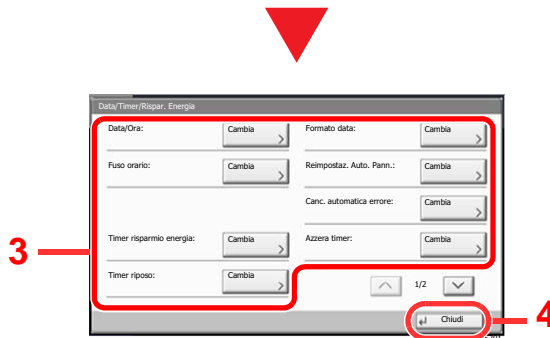 Data/Timer/Rispar. Energia
Data/Ora: Cambia Formato data: Cambia
Fuso orario: Cambia Reimpostaz. Auto. Pann.: Cambia
Canc. automatica errore: Cambia
3 Timer risparmio energia: Cambia Azzera timer: Cambia
Timer riposo: Cambia 1/2
Chiudi 4